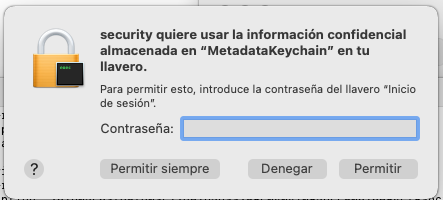 security quiere usar la información confidencial
almacenada en “MetadataKeychain” en tu
llavero.
Para permitir esto, introduce la contraseña del llavero “Inicio
de sesión”.
Contraseña:
? Permitir siempre Denegar Permitir